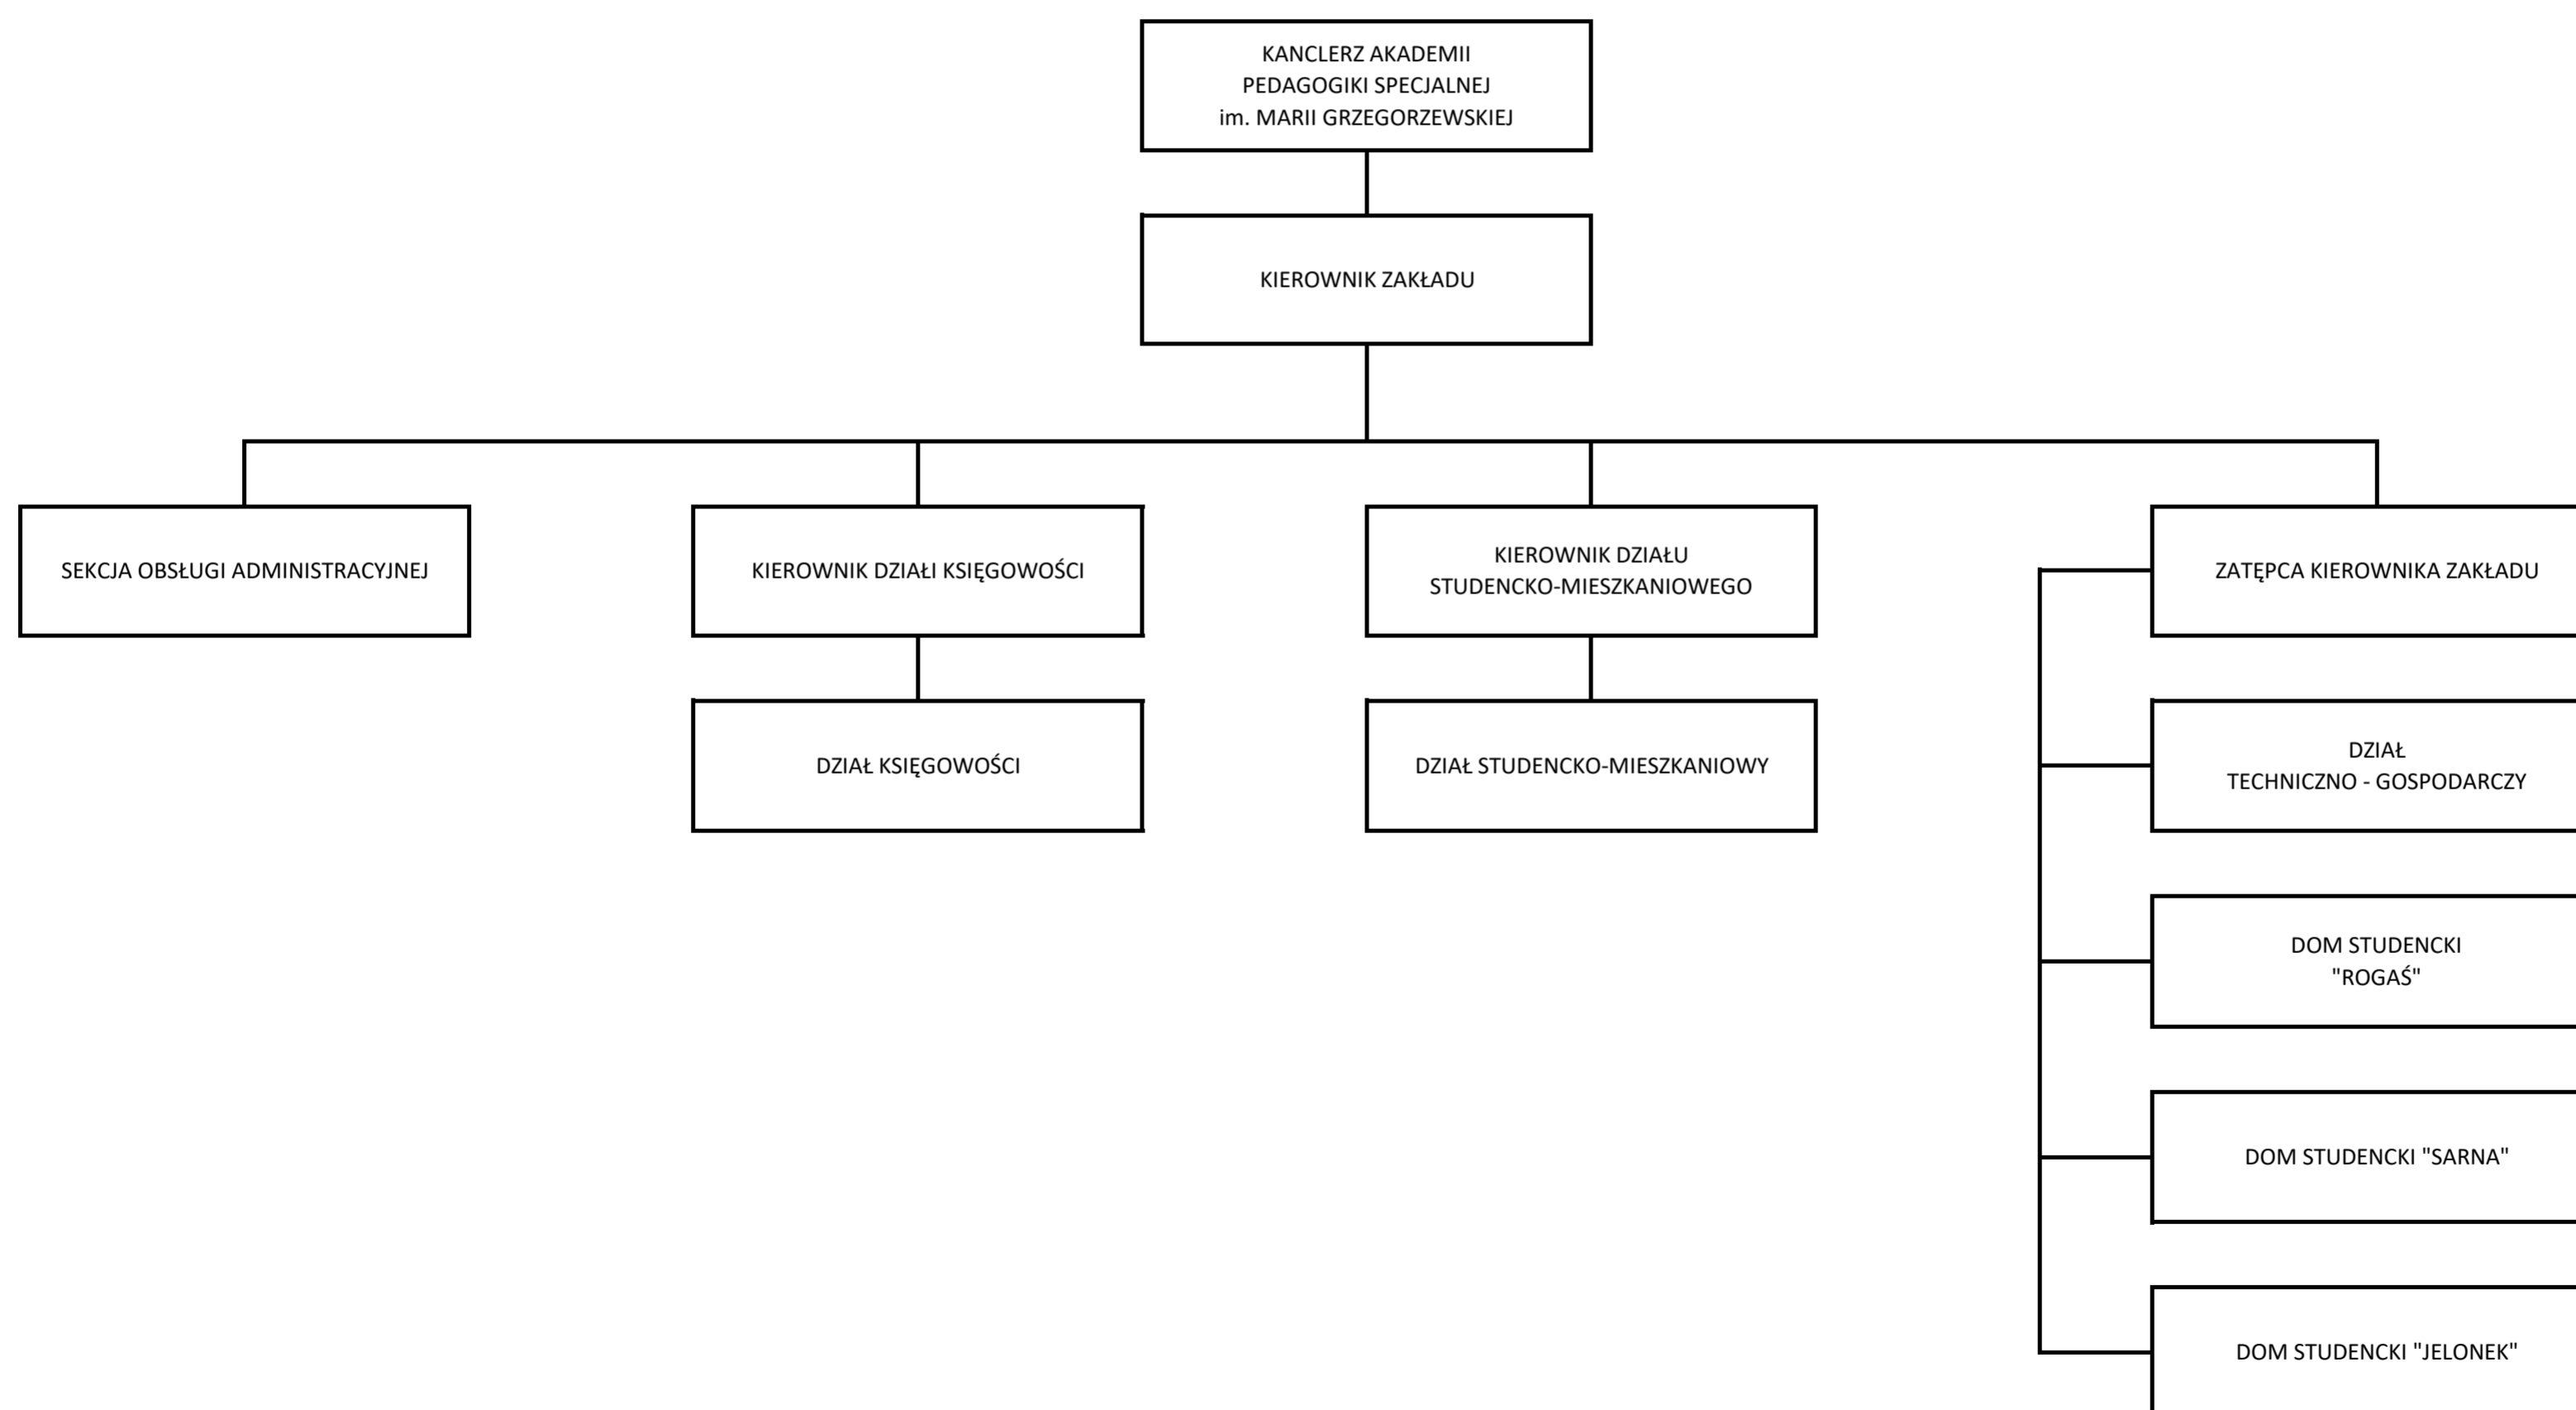 KANCLERZ AKADEMII
PEDAGOGIKI SPECJALNEJ
im. MARII GRZEGORZEWSKIEJ
KIEROWNIK ZAKŁADU
SEKCJA OBSŁUGI ADMINISTRACYJNEJ
KIEROWNIK DZIAŁI KSIĘGOWOŚCI
KIEROWNIK DZIAŁU
STUDENCKO-MIESZKANIOWEGO
ZATĘPCA KIEROWNIKA ZAKŁADU
DZIAŁ KSIĘGOWOŚCI
DZIAŁ STUDENCKO-MIESZKANIOWY
DZIAŁ
TECHNICZNO - GOSPODARCZY
DOM STUDENCKI
"ROGAŚ"
DOM STUDENCKI "SARNA"
DOM STUDENCKI "JELONEK"